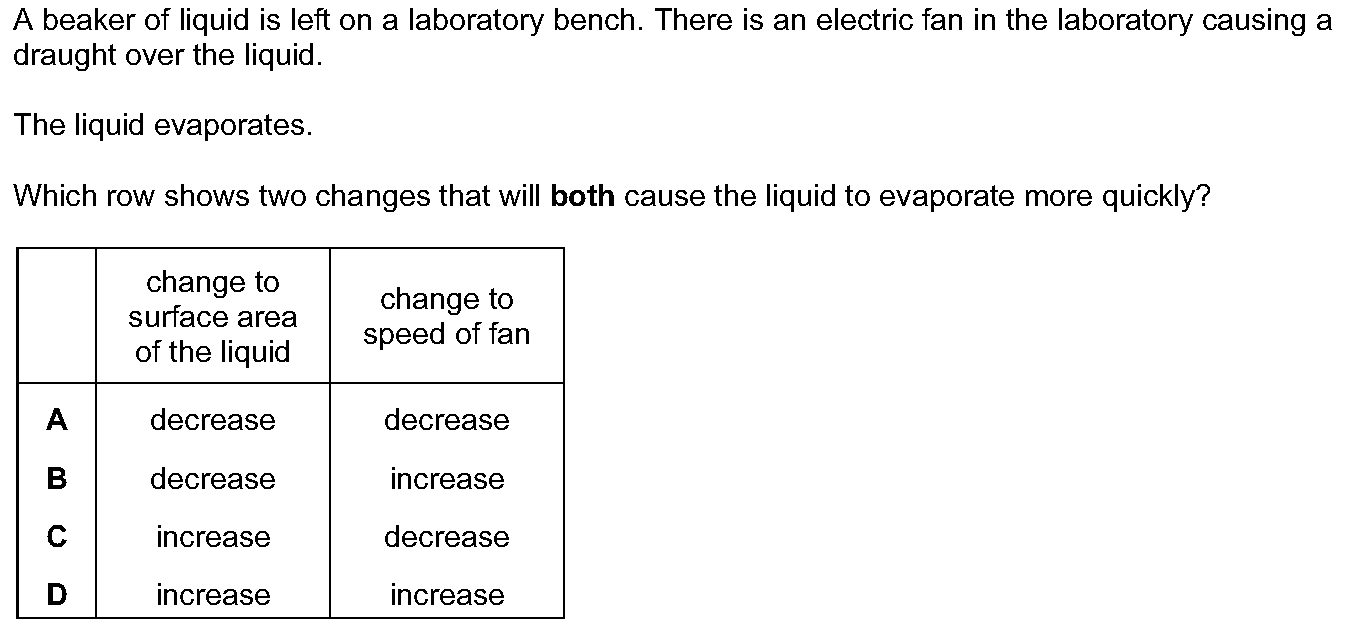 A beaker of liquid is left on a laboratory bench. There is an electric fan in the laboratory causing a
draught over the liquid.
The liquid evaporates.
Which row shows two changes that will both cause the liquid to evaporate more quickly?
change to
surface area
of the liquid
change to
speed of fan
A decrease decrease
B decrease increase
C increase decrease
D increase increase